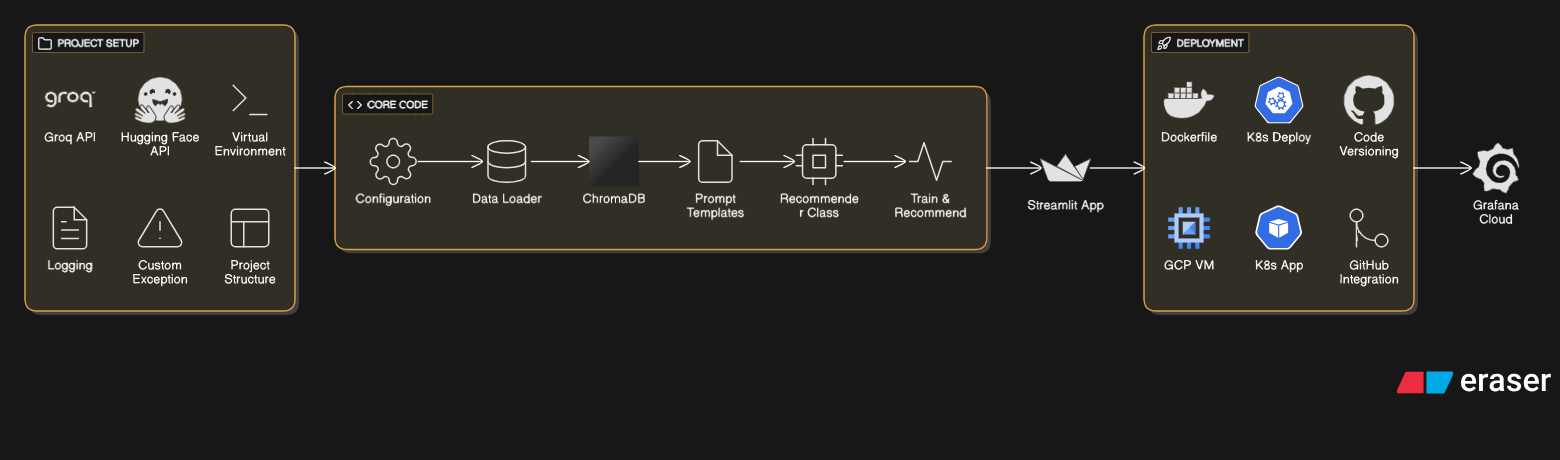 PROJECT SETUP
groq
Groq API
Hugging Face
API
Virtual
Environment
Logging
Custom
Exception
Project
Structure
CORE CODE
Configuration
Data Loader
ChromaDB
Prompt
Templates
Recommende
r Class
Train &
Recommend
Streamlit App
DEPLOYMENT
Dockerfile
K8s Deploy
Code
Versioning
GCP VM
K8s App
GitHub
Integration
Grafana
Cloud
eraser